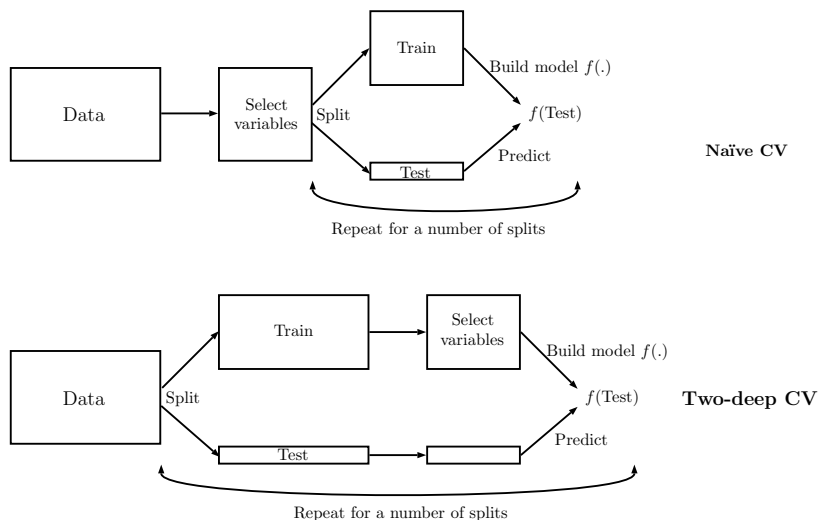 Train
Build model f(.)
Data
Select
variables
Split
f(Test)
Predict
Test
Naïve CV
Repeat for a number of splits
Train
Select
variables
Build model f(.)
Data
Split
f(Test)
Two-deep CV
Predict
Test
Repeat for a number of splits